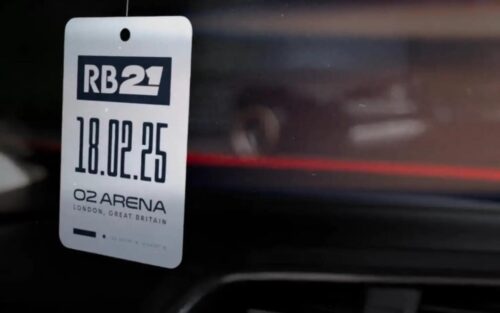 RB21
18.02.25
O2 ARENA
LONDON, GREAT BRITAIN